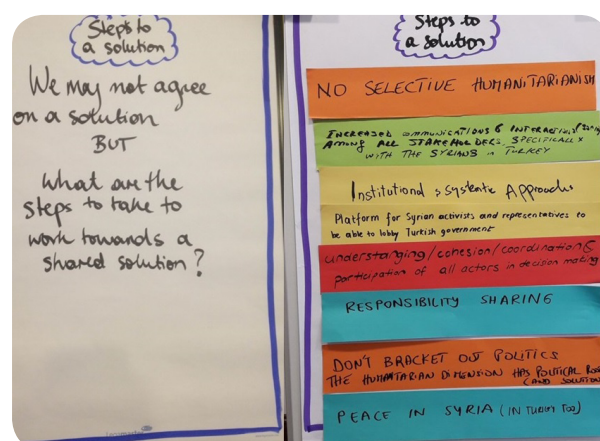 Steps to
a solution
We may not agree
on a solution
BUT
What are the
steps to take to
work towards a
shared solution?
Steps to
a solution
NO SELECTIVE HUMANITARIANISM
INCREASED COMMUNICATIONS & INTERACTIONS
AMONG ALL STAKEHOLDERS, SPECIFICALLY
WITH THE SYRIANS in TURKEY
Institutional & systematic Approaches
Platform for Syrian activists and representatives to
be able to lobby Turkish government
understanding/cohesion/coordination &
participation of all actors in decision making
RESPONSIBILITY SHARING
DON'T BRACKET OUT POLITICS
THE HUMANITARIAN DIMENSION HAS POLITICAL
(AND SOLUTION
PEACE IN SYRIA (IN TURKEY TOO)